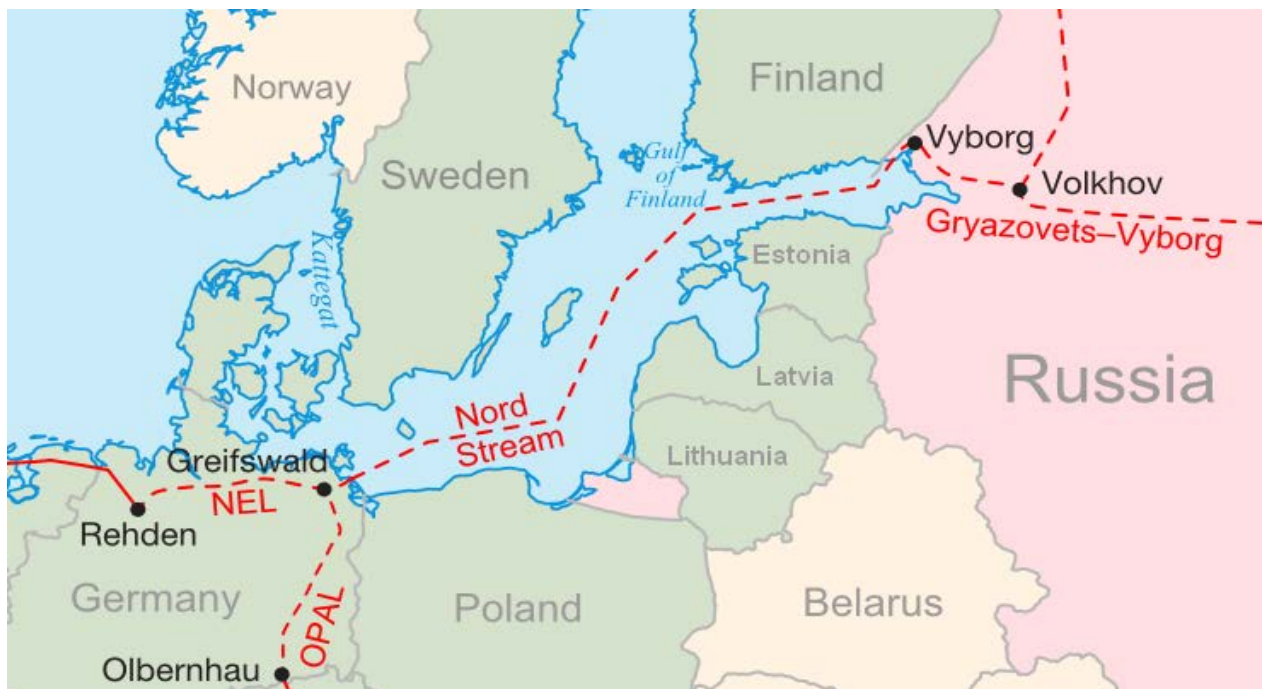 Norway
Finland
Sweden
Gulf
of
Finland
Vyborg
Volkhov
Gryazovets–Vyborg
Kattegat
Estonia
Russia
Latvia
Nord
Stream
Lithuania
Greifswald
NEL
Rehden
Germany
Poland
Belarus
OPAL
Olbernhau